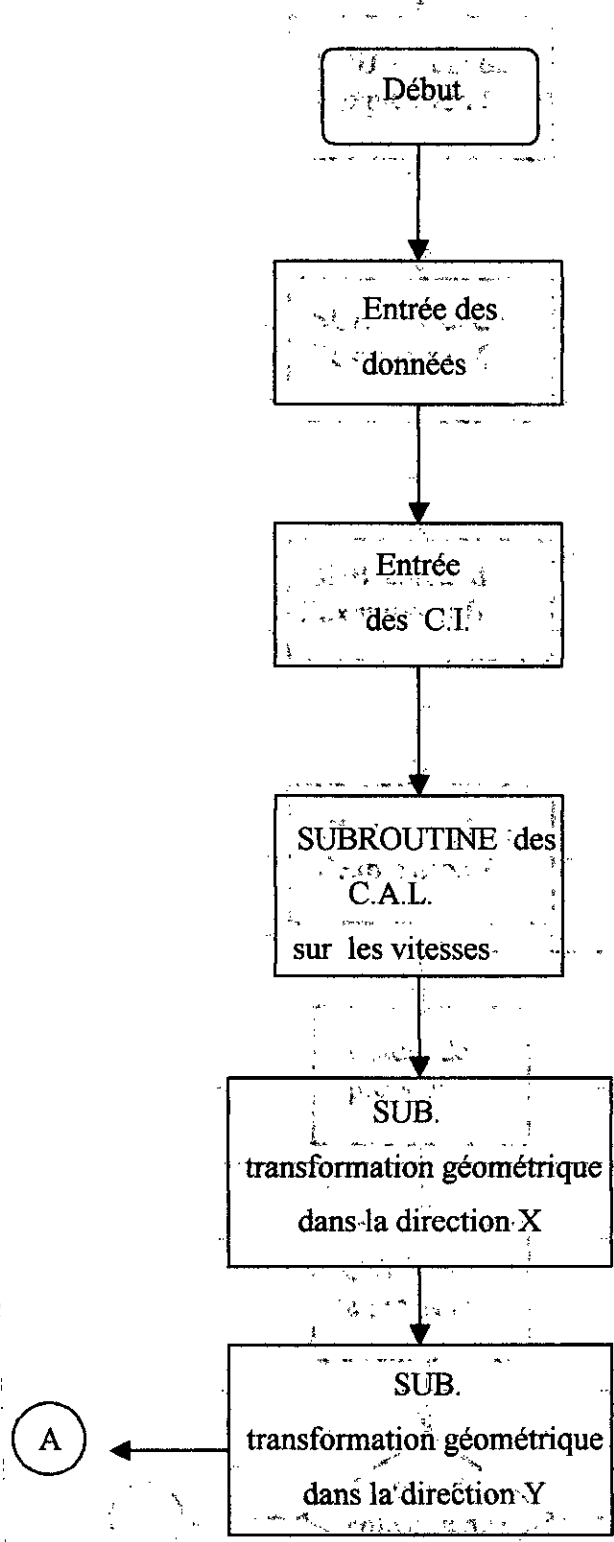 Début
Entrée des
données
Entrée
des C.I.
SUBROUTINE des
C.A.L.
sur les vitesses
SUB.
transformation géométrique
dans la direction X
SUB.
transformation géométrique
dans la direction Y
A